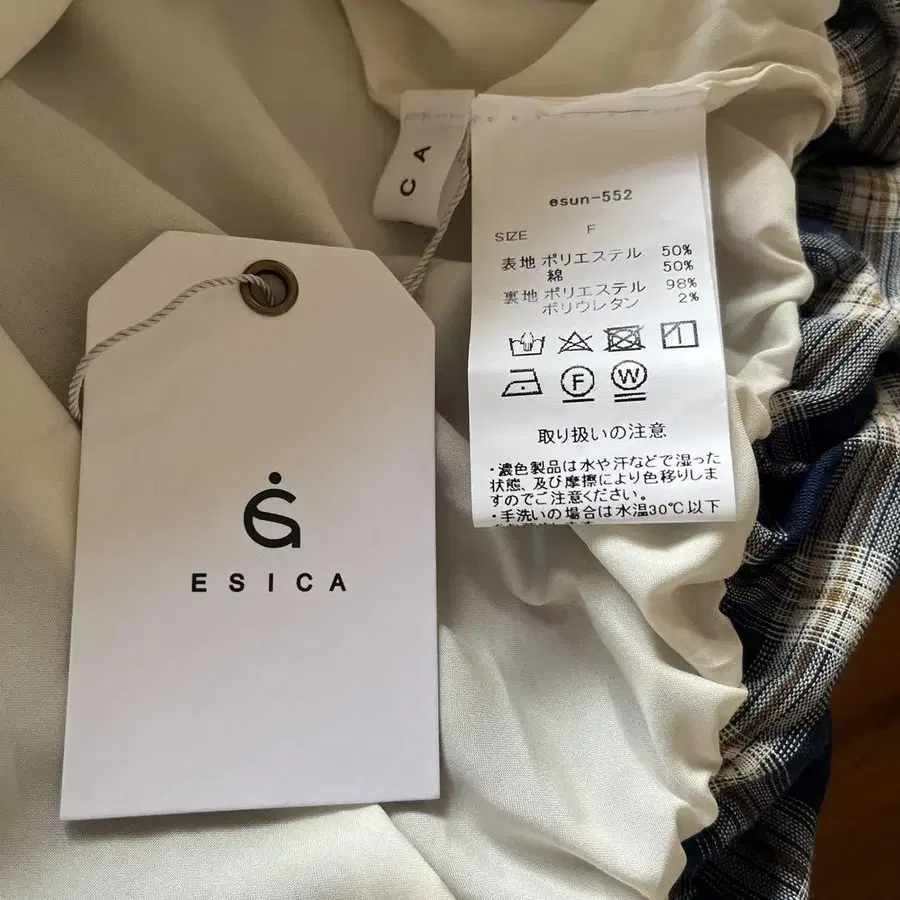 CA
esun-552
SIZE F
表地 ポリエステル 50%
綿 50%
裏地 ポリエステル 98%
ポリウレタン 2%
F W
取り扱いの注意
・濃色製品は水や汗などで湿った
状態、及び摩擦により色移りしま
すのでご注意ください。
・手洗いの場合は水温30℃以下
ESICA